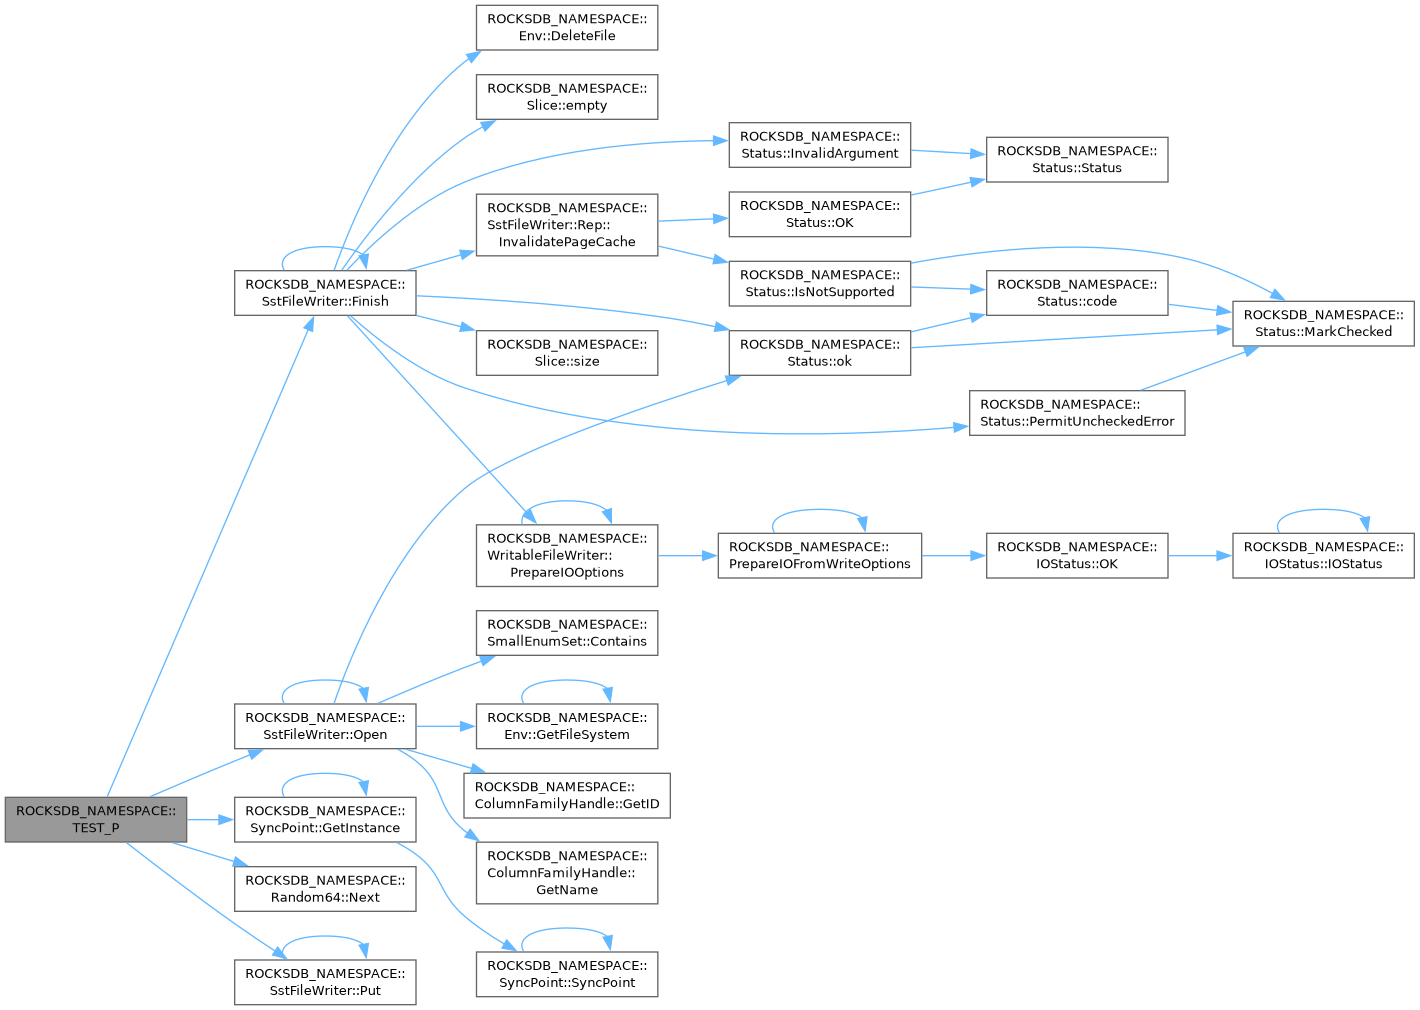 ROCKSDB_NAMESPACE::
Env::DeleteFile
ROCKSDB_NAMESPACE::
Slice::empty
ROCKSDB_NAMESPACE::
Status::InvalidArgument
ROCKSDB_NAMESPACE::
Status::Status
ROCKSDB_NAMESPACE::
SstFileWriter::Rep::
InvalidatePageCache
ROCKSDB_NAMESPACE::
Status::OK
ROCKSDB_NAMESPACE::
SstFileWriter::Finish
ROCKSDB_NAMESPACE::
Status::IsNotSupported
ROCKSDB_NAMESPACE::
Status::code
ROCKSDB_NAMESPACE::
Status::MarkChecked
ROCKSDB_NAMESPACE::
Slice::size
ROCKSDB_NAMESPACE::
Status::ok
ROCKSDB_NAMESPACE::
Status::PermitUncheckedError
ROCKSDB_NAMESPACE::
WritableFileWriter::
PrepareIOOptions
ROCKSDB_NAMESPACE::
PrepareIOFromWriteOptions
ROCKSDB_NAMESPACE::
IOStatus::OK
ROCKSDB_NAMESPACE::
IOStatus::IOStatus
ROCKSDB_NAMESPACE::
SmallEnumSet::Contains
ROCKSDB_NAMESPACE::
SstFileWriter::Open
ROCKSDB_NAMESPACE::
Env::GetFileSystem
ROCKSDB_NAMESPACE::
ColumnFamilyHandle::GetID
ROCKSDB_NAMESPACE::
TEST_P
ROCKSDB_NAMESPACE::
SyncPoint::GetInstance
ROCKSDB_NAMESPACE::
ColumnFamilyHandle::
GetName
ROCKSDB_NAMESPACE::
Random64::Next
ROCKSDB_NAMESPACE::
SstFileWriter::Put
ROCKSDB_NAMESPACE::
SyncPoint::SyncPoint